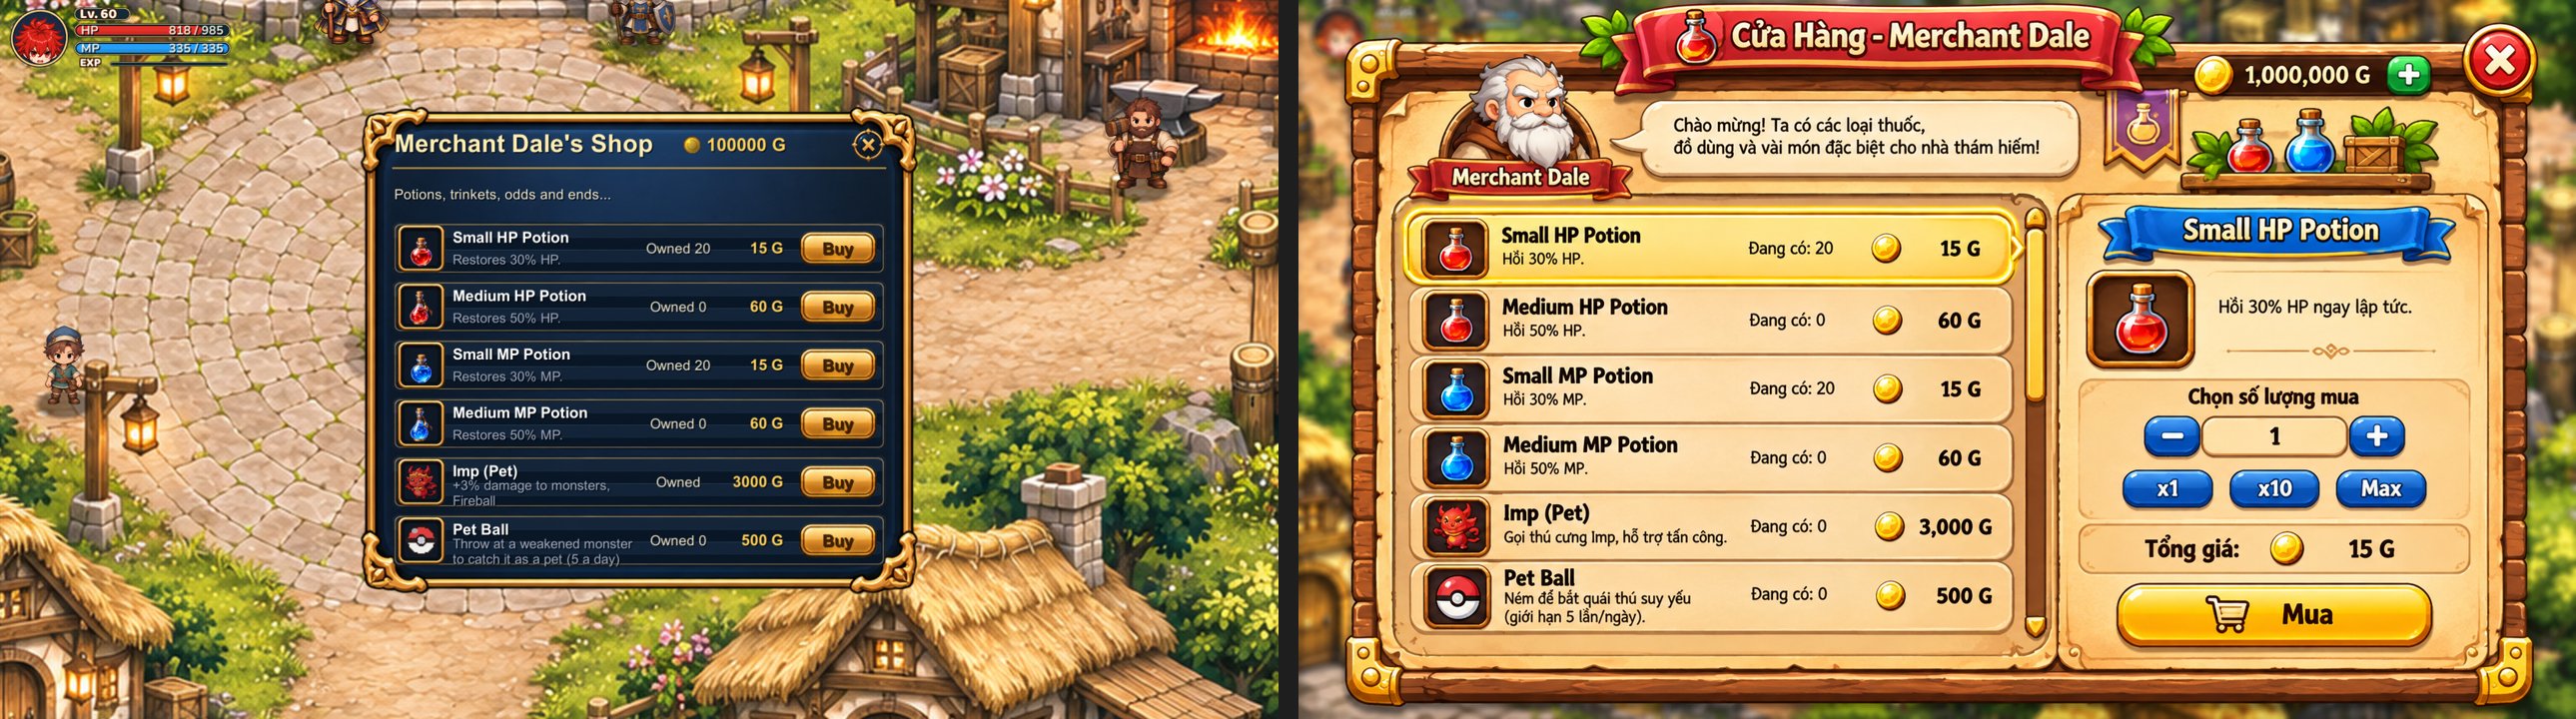 Lv. 60
HP 818 / 985
MP 335 / 335
EXP
Merchant Dale's Shop
100000 G
Potions, trinkets, odds and ends...
Small HP Potion
Restores 30% HP.
Owned 20
15 G
Buy
Medium HP Potion
Restores 50% HP.
Owned 0
60 G
Buy
Small MP Potion
Restores 30% MP.
Owned 20
15 G
Buy
Medium MP Potion
Restores 50% MP.
Owned 0
60 G
Buy
Imp (Pet)
+3% damage to monsters,
Fireball
Owned
3000 G
Buy
Pet Ball
Throw at a weakened monster
to catch it as a pet (5 a day)
Owned 0
500 G
Buy
Cửa Hàng - Merchant Dale
1,000,000 G
Chào mừng! Ta có các loại thuốc,
đồ dùng và vài món đặc biệt cho nhà thám hiểm!
Merchant Dale
Small HP Potion
Hồi 30% HP.
Đang có: 20
15 G
Medium HP Potion
Hồi 50% HP.
Đang có: 0
60 G
Small MP Potion
Hồi 30% MP.
Đang có: 20
15 G
Medium MP Potion
Hồi 50% MP.
Đang có: 0
60 G
Imp (Pet)
Gọi thú cưng Imp, hỗ trợ tấn công.
Đang có: 0
3,000 G
Pet Ball
Ném để bắt quái thú suy yếu
(giới hạn 5 lần/ngày).
Đang có: 0
500 G
Small HP Potion
Hồi 30% HP ngay lập tức.
Chọn số lượng mua
1
x1
x10
Max
Tổng giá:
15 G
Mua